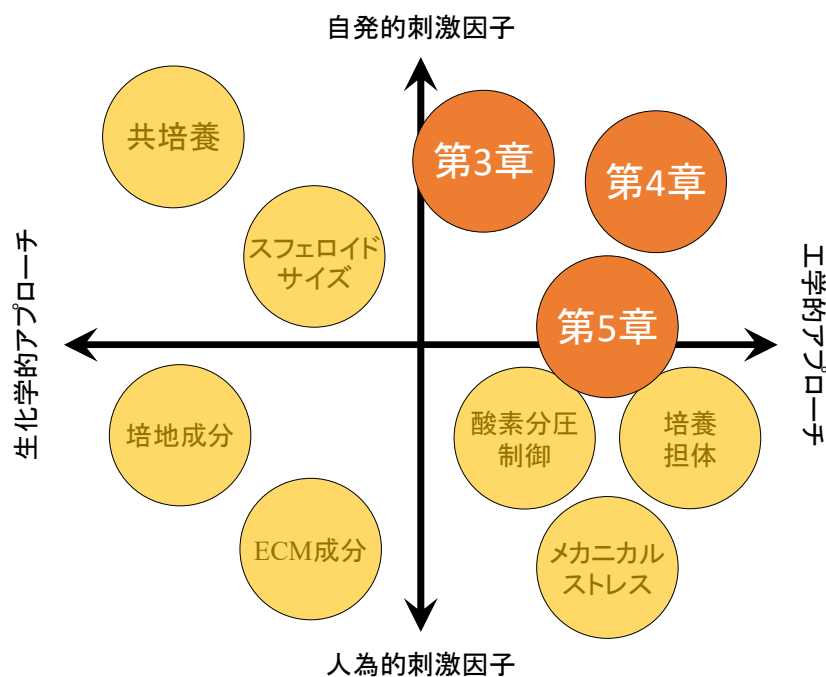 自発的刺激因子
共培養
第3章
第4章
スフェロイド
サイズ
第5章
生化学的アプローチ
工学的アプローチ
培地成分
酸素分圧
制御
培養
担体
ECM成分
メカニカル
ストレス
人為的刺激因子